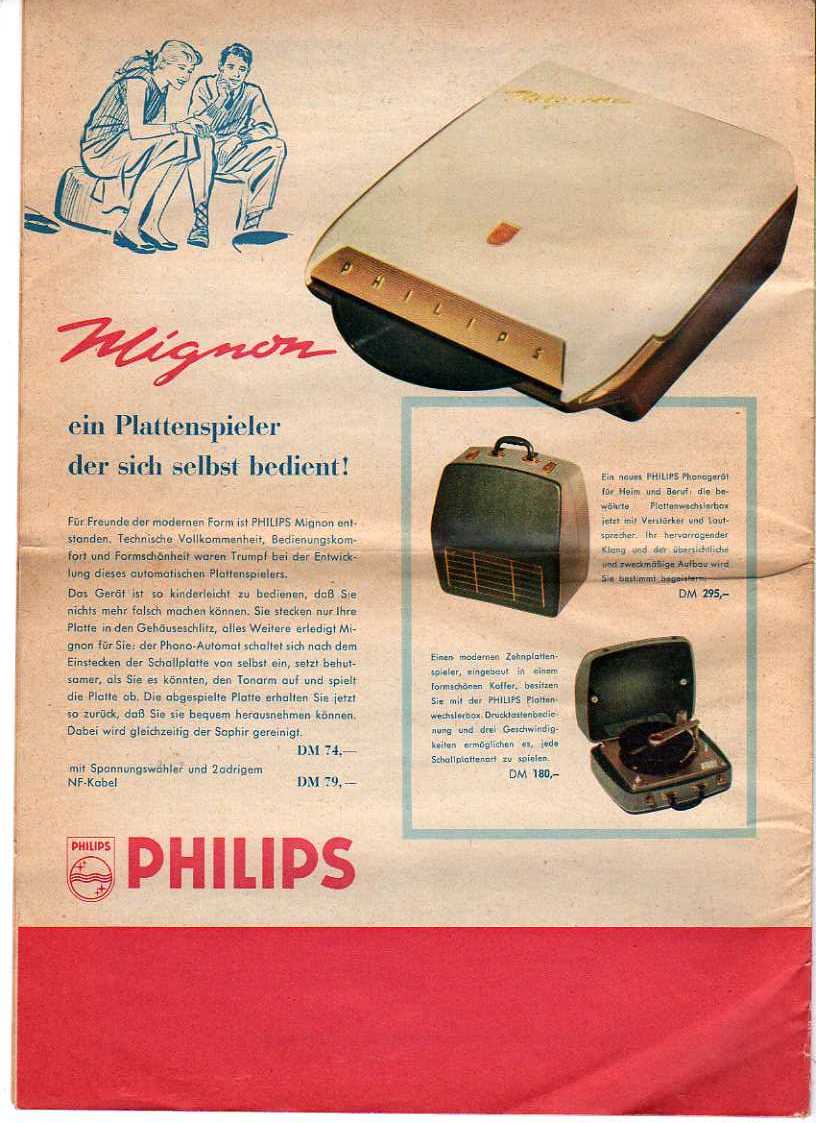 Mignon
PHILIPS
Mignon
ein Plattenspieler
der sich selbst bedient!
Für Freunde der modernen Form ist PHILIPS Mignon ent-
standen. Technische Vollkommenheit, Bedienungskom-
fort und Formschönheit waren Trumpf bei der Entwick-
lung dieses automatischen Plattenspielers.
Das Gerät ist so kinderleicht zu bedienen, daß Sie
nichts mehr falsch machen können. Sie stecken nur Ihre
Platte in den Gehäuseschlitz, alles Weitere erledigt Mi-
gnon für Sie: der Phono-Automat schaltet sich nach dem
Einstecken der Schallplatte von selbst ein, setzt behut-
samer, als Sie es könnten, den Tonarm auf und spielt
die Platte ab. Die abgespielte Platte erhalten Sie jetzt
so zurück, daß Sie sie bequem herausnehmen können.
Dabei wird gleichzeitig der Saphir gereinigt.
DM 74,—
mit Spannungswähler und 2adrigem
NF-Kabel DM 79,—
Ein neues PHILIPS Phonogerät
für Heim und Beruf: die be-
währte Plattenwechslerbox
jetzt mit Verstärker und Laut-
sprecher. Ihr hervorragender
Klang und der übersichtliche
und zweckmäßige Aufbau wird
Sie bestimmt begeistern.
DM 295,–
Einen modernen Zehnplatten-
spieler, eingebaut in einem
formschönen Koffer, besitzen
Sie mit der PHILIPS Platten-
wechslerbox. Drucktastenbedie-
nung und drei Geschwindig-
keiten ermöglichen es, jede
Schallplattenart zu spielen.
DM 180,–
PHILIPS
PHILIPS